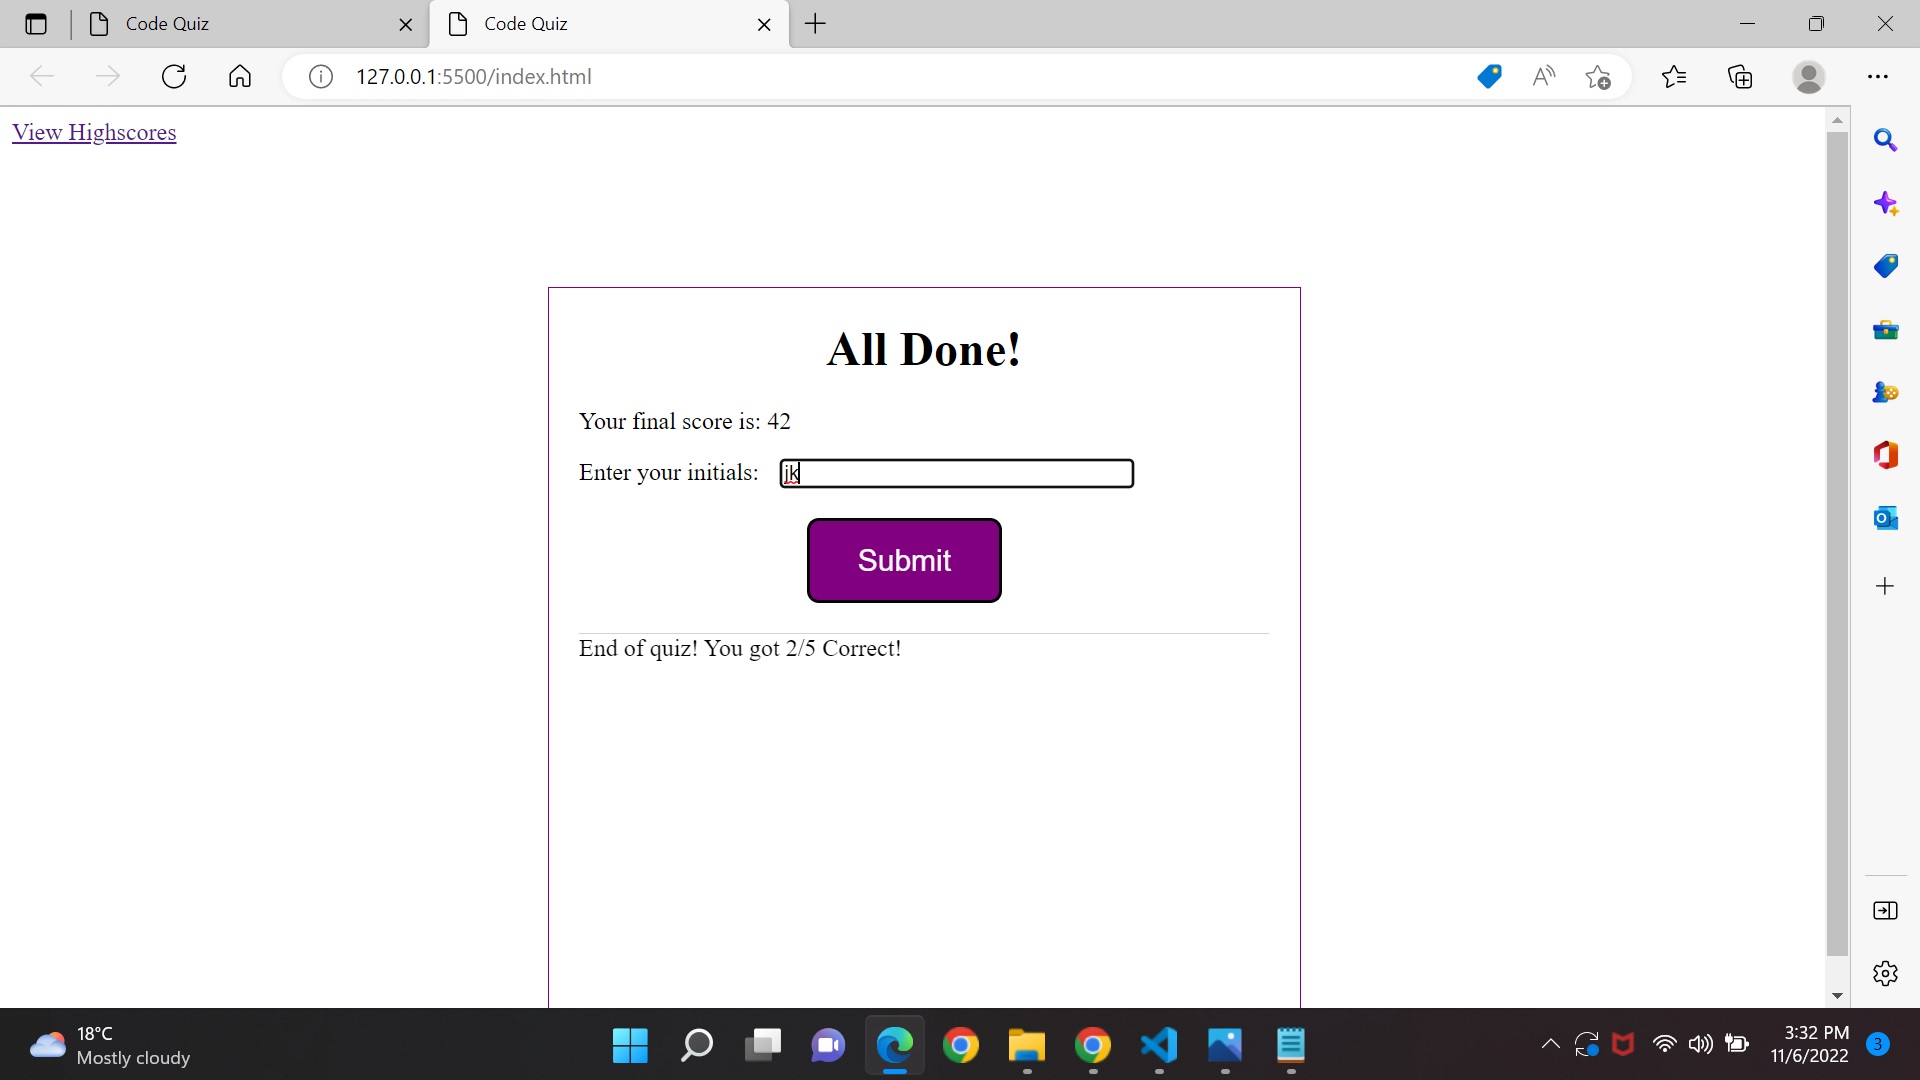 Code Quiz
Code Quiz
127.0.0.1:5500/index.html
View Highscores
All Done!
Your final score is: 42
Enter your initials: jk
Submit
End of quiz! You got 2/5 Correct!
18°C
Mostly cloudy
3:32 PM
11/6/2022
3